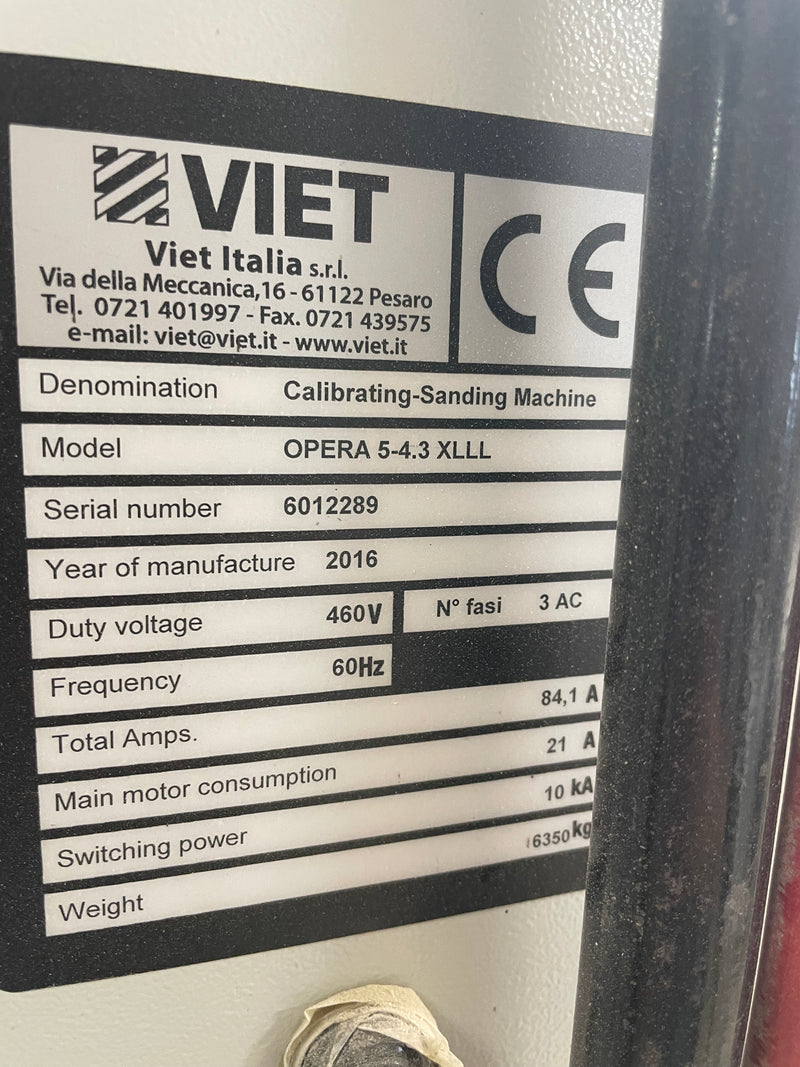 VIET
CE
Viet Italia s.r.l.
Via della Meccanica,16 - 61122 Pesaro
Tel. 0721 401997 - Fax. 0721 439575
e-mail: viet@viet.it - www.viet.it
Denomination Calibrating-Sanding Machine
Model OPERA 5-4.3 XLLL
Serial number 6012289
Year of manufacture 2016
Duty voltage 460V N° fasi 3 AC
Frequency 60Hz
Total Amps. 84,1 A
Main motor consumption 21 A
Switching power 10 kA
Weight 6350kg